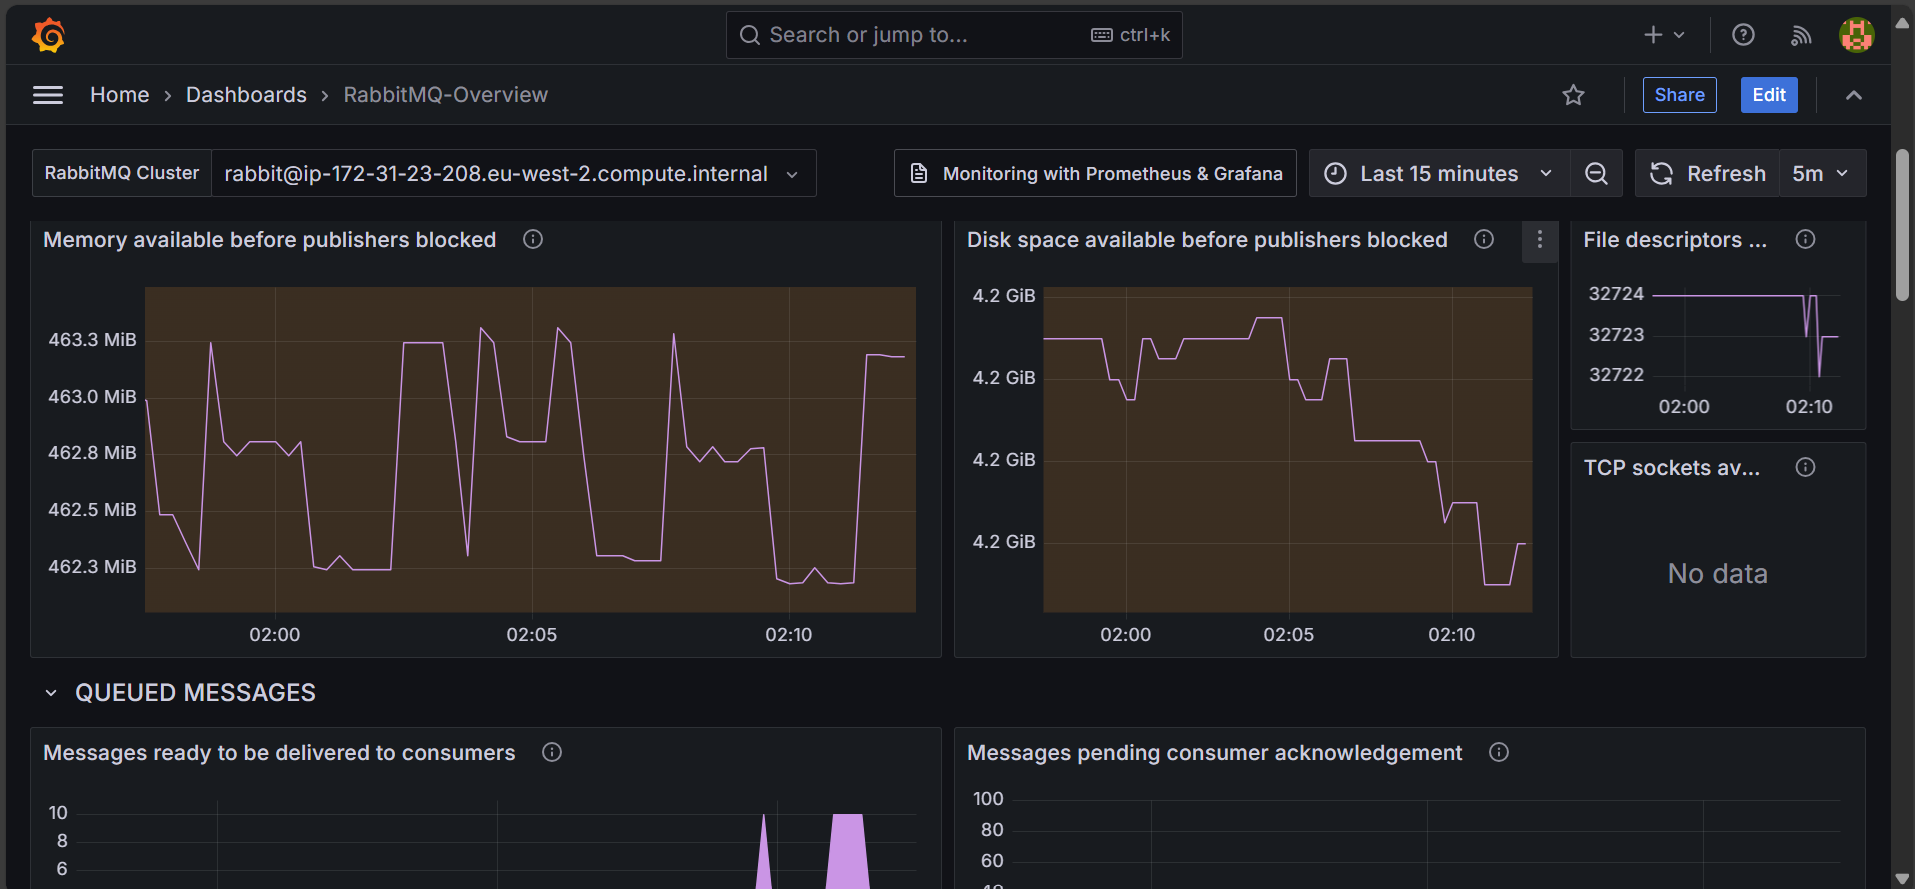 Search or jump to...
ctrl+k
Home › Dashboards › RabbitMQ-Overview
Share
Edit
RabbitMQ Cluster
rabbit@ip-172-31-23-208.eu-west-2.compute.internal
Monitoring with Prometheus & Grafana
Last 15 minutes
Refresh
5m
Memory available before publishers blocked
463.3 MiB
463.0 MiB
462.8 MiB
462.5 MiB
462.3 MiB
02:00
02:05
02:10
Disk space available before publishers blocked
4.2 GiB
4.2 GiB
4.2 GiB
4.2 GiB
02:00
02:05
02:10
File descriptors ...
32724
32723
32722
02:00
02:10
TCP sockets av...
No data
QUEUED MESSAGES
Messages ready to be delivered to consumers
10
8
6
Messages pending consumer acknowledgement
100
80
60